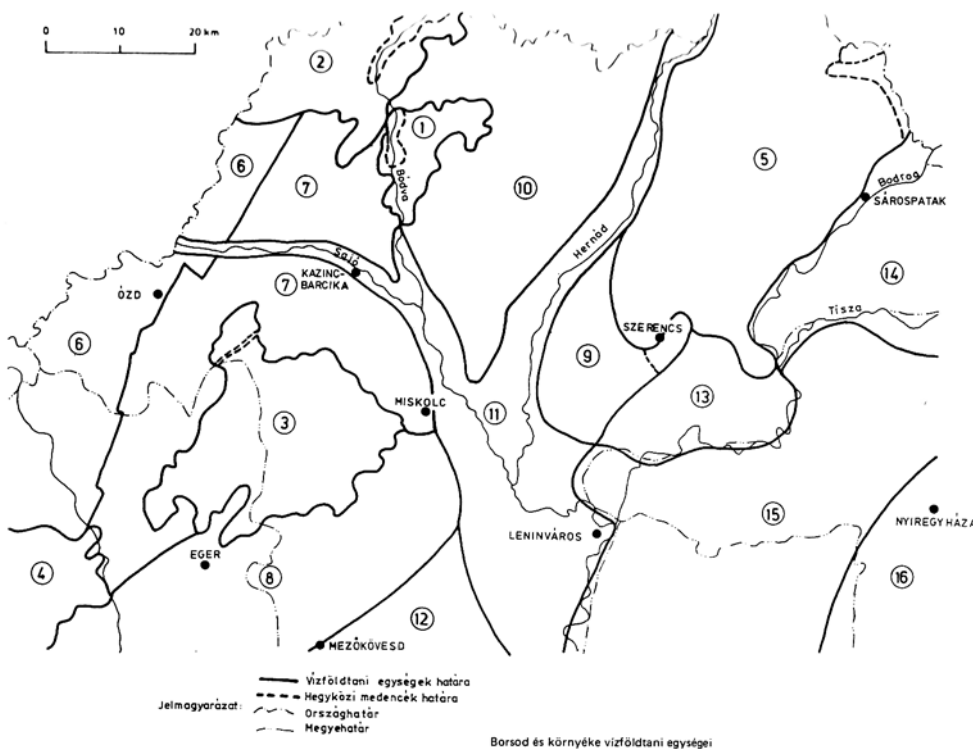 0 10 20 km
2
1
5
6
7
10
Bódva
Bodrog
SÁROSPATAK
Hernád
Sajó
KAZINC-
BARCIKA
7
14
ÓZD
Tisza
6
SZERENCS
9
13
MISKOLC
11
3
15
NYIREGYHÁZA
LENINVÁROS
4
EGER
8
16
12
MEZŐKÖVESD
Jelmagyarázat:
Vízföldtani egységek határa
Hegyközi medencék határa
Országhatár
Megyehatár
Borsod és környéke vízföldtani egységei